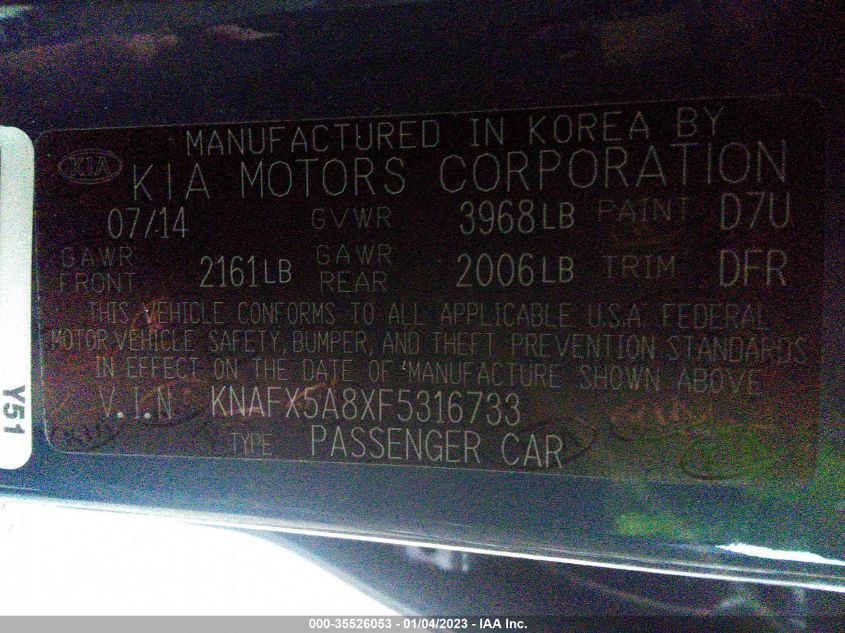 MANUFACTURED IN KOREA BY
KIA KIA MOTORS CORPORATION
07/14 GVWR 3968LB PAINT D7U
GAWR FRONT 2161LB GAWR REAR 2006LB TRIM DFR
THIS VEHICLE CONFORMS TO ALL APPLICABLE U.S.A. FEDERAL
MOTOR VEHICLE SAFETY, BUMPER, AND THEFT PREVENTION STANDARDS
IN EFFECT ON THE DATE OF MANUFACTURE SHOWN ABOVE
V.I.N KNAFX5A8XF5316733
KIA TYPE PASSENGER CAR
Y51
000-35526053 - 01/04/2023 - IAA Inc.